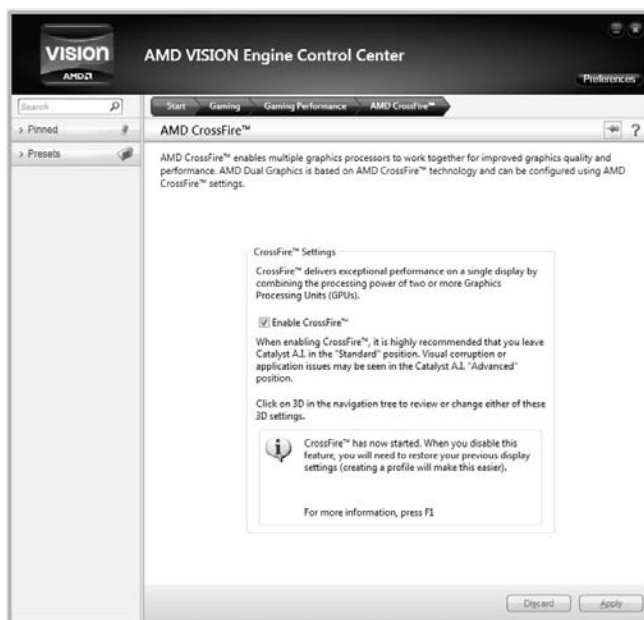 VISION
AMD
AMD VISION Engine Control Center
Preferences
Search
Start
Gaming
Gaming Performance
AMD CrossFire™
> Pinned
AMD CrossFire™
?
> Presets
AMD CrossFire™ enables multiple graphics processors to work together for improved graphics quality and
performance. AMD Dual Graphics is based on AMD CrossFire™ technology and can be configured using AMD
CrossFire™ settings.
CrossFire™ Settings
CrossFire™ delivers exceptional performance on a single display by
combining the processing power of two or more Graphics
Processing Units (GPUs).
Enable CrossFire™
When enabling CrossFire™, it is highly recommended that you leave
Catalyst A.I. in the "Standard" position. Visual corruption or
application issues may be seen in the Catalyst A.I. "Advanced"
position.
Click on 3D in the navigation tree to review or change either of these
3D settings.
CrossFire™ has now started. When you disable this
feature, you will need to restore your previous display
settings (creating a profile will make this easier).
For more information, press F1
Discard
Apply